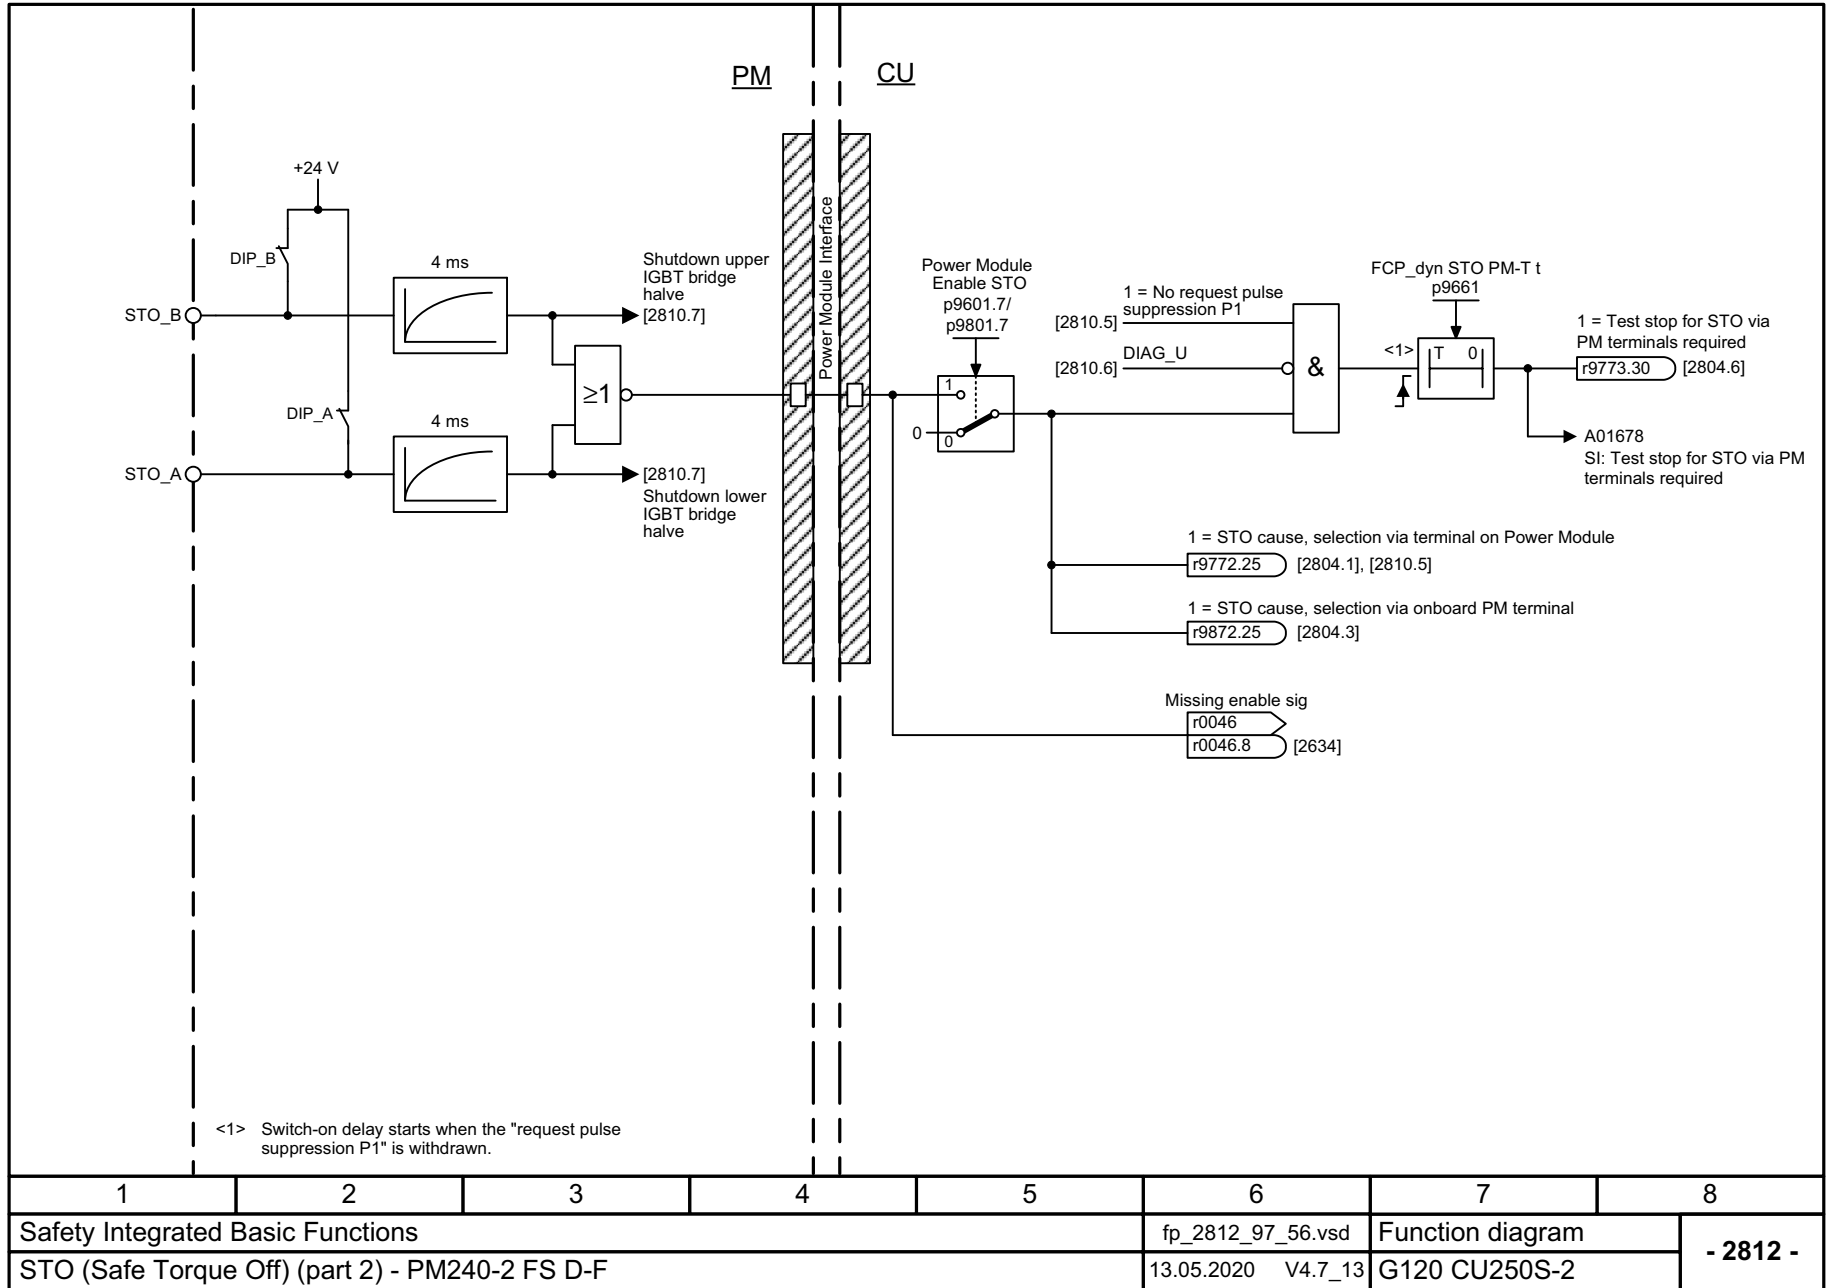 PM
CU
+24 V
DIP_B
STO_B
4 ms
Shutdown upper
IGBT bridge
halve
[2810.7]
DIP_A
STO_A
4 ms
≥1
[2810.7]
Shutdown lower
IGBT bridge
halve
Power Module Interface
Power Module
Enable STO
p9601.7/
p9801.7
1
0
0
1 = No request pulse
suppression P1
[2810.5]
DIAG_U
[2810.6]
&
FCP_dyn STO PM-T t
p9661
<1>
T 0
1 = Test stop for STO via
PM terminals required
r9773.30 [2804.6]
A01678
SI: Test stop for STO via PM
terminals required
1 = STO cause, selection via terminal on Power Module
r9772.25 [2804.1], [2810.5]
1 = STO cause, selection via onboard PM terminal
r9872.25 [2804.3]
Missing enable sig
r0046
r0046.8 [2634]
<1> Switch-on delay starts when the "request pulse
suppression P1" is withdrawn.
1 2 3 4 5 6 7 8
Safety Integrated Basic Functions
fp_2812_97_56.vsd
Function diagram
- 2812 -
STO (Safe Torque Off) (part 2) - PM240-2 FS D-F
13.05.2020 V4.7_13
G120 CU250S-2